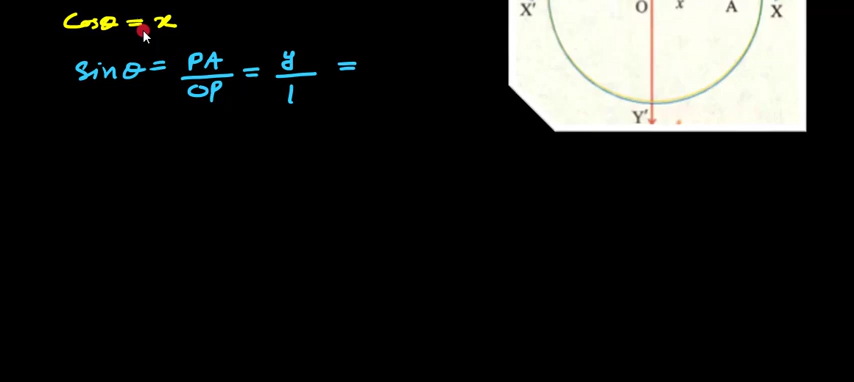 Cosθ = x
sinθ = PA/OP = y/1 =
X' O x A X
Y'